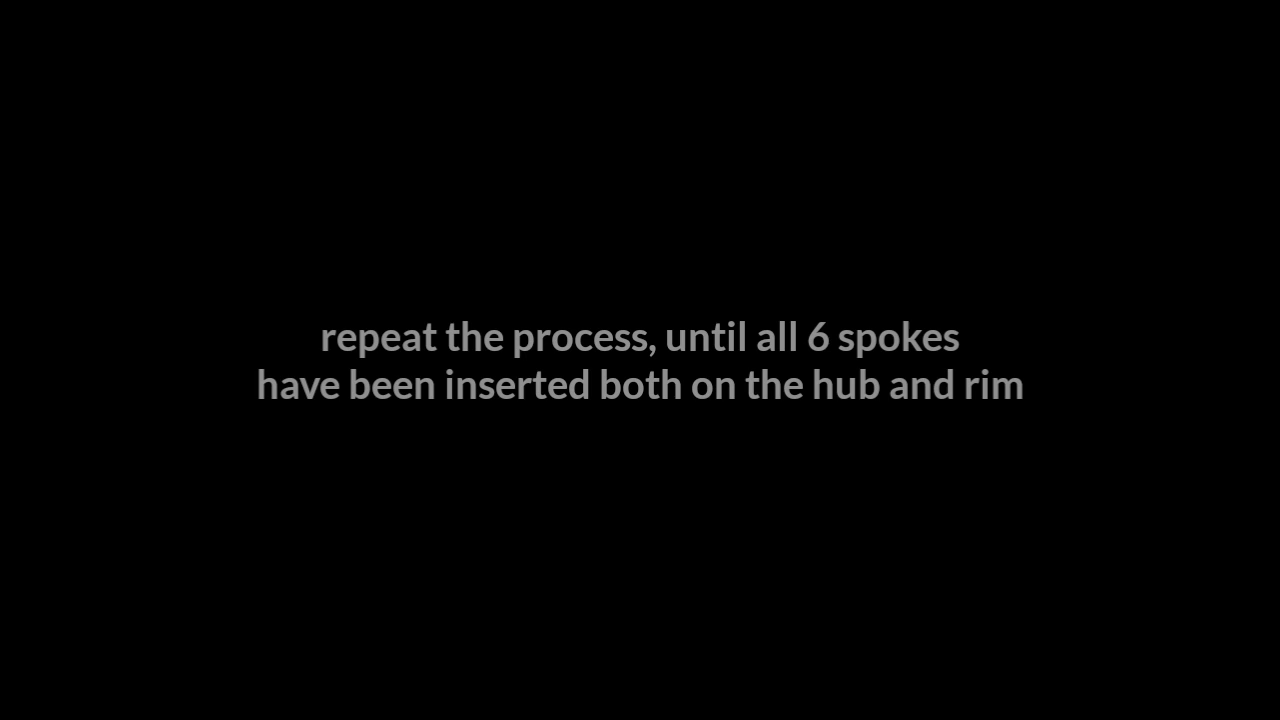 repeat the process, until all 6 spokes
have been inserted both on the hub and rim